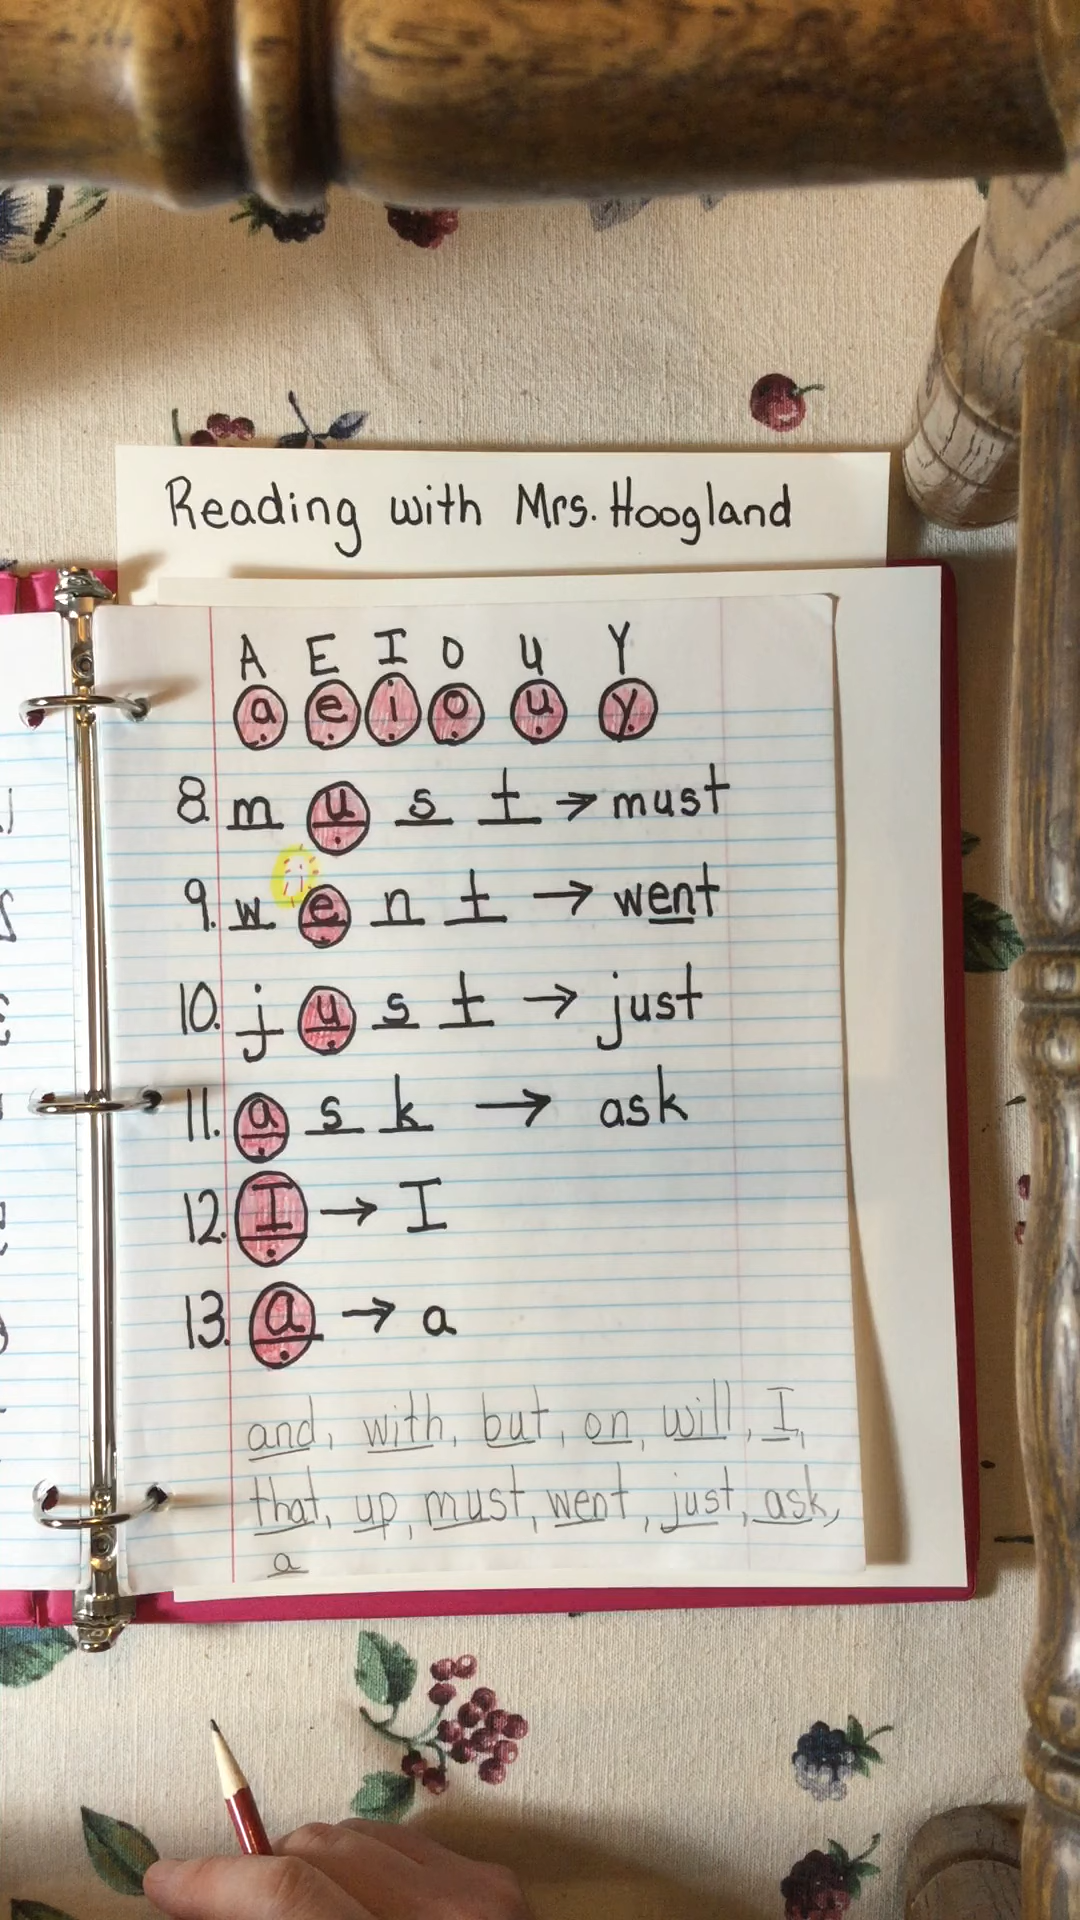 Reading with Mrs. Hoogland
A E I O U Y
a e i o u y
8. m u s t → must
i
9. w e n t → went
10. j u s t → just
11. a s k → ask
12. I → I
13. a → a
and, with, but, on, will, I,
that, up, must, went, just, ask,
a